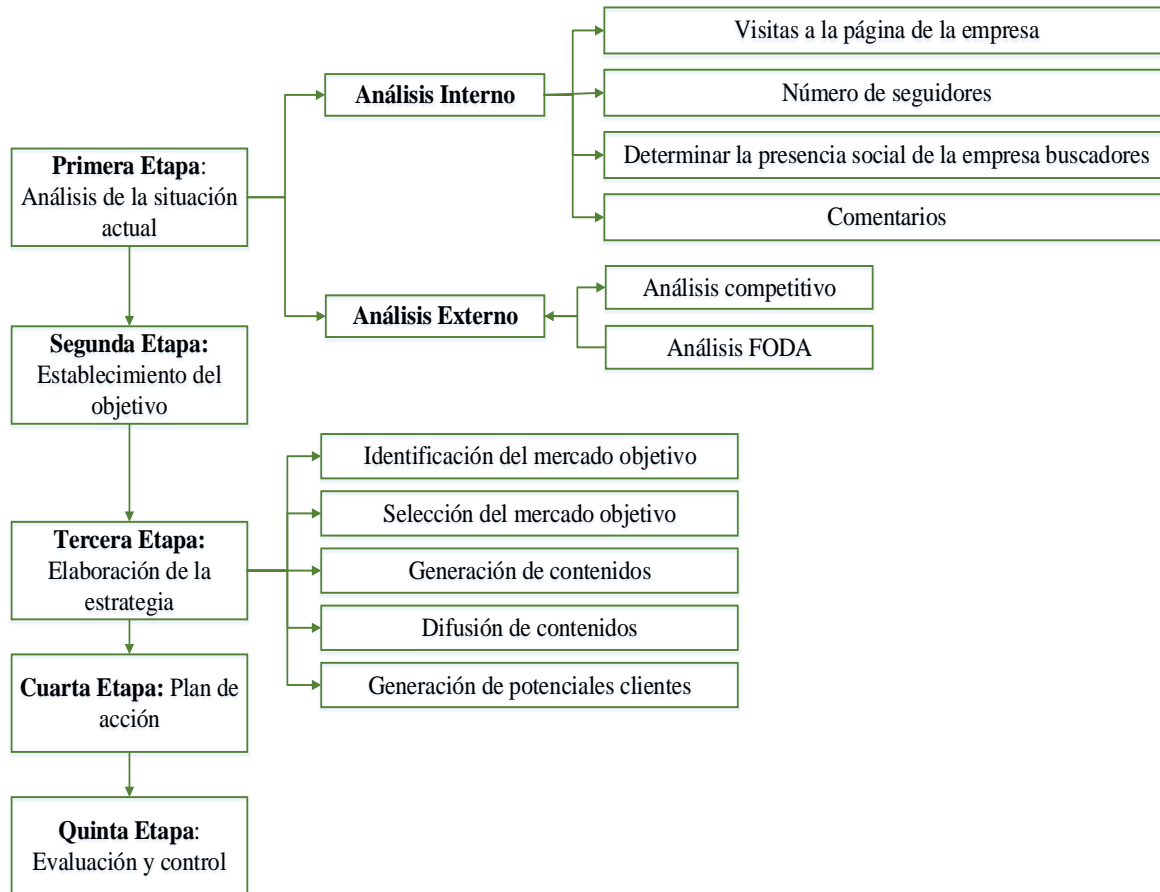 Primera Etapa:
Análisis de la situación
actual
Análisis Interno
Visitas a la página de la empresa
Número de seguidores
Determinar la presencia social de la empresa buscadores
Comentarios
Análisis Externo
Análisis competitivo
Análisis FODA
Segunda Etapa:
Establecimiento del
objetivo
Tercera Etapa:
Elaboración de la
estrategia
Identificación del mercado objetivo
Selección del mercado objetivo
Generación de contenidos
Difusión de contenidos
Generación de potenciales clientes
Cuarta Etapa: Plan de
acción
Quinta Etapa:
Evaluación y control